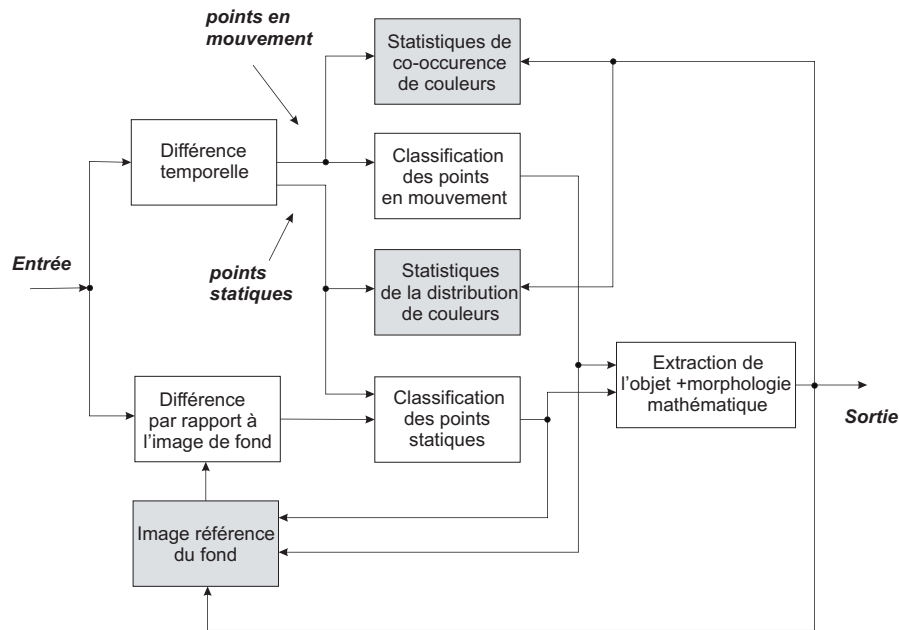 points en
mouvement
Statistiques de
co-occurence
de couleurs
Différence
temporelle
Classification
des points
en mouvement
Entrée
points
statiques
Statistiques
de la distribution
de couleurs
Différence
par rapport à
l'image de fond
Classification
des points
statiques
Extraction de
l'objet +morphologie
mathématique
Sortie
Image référence
du fond